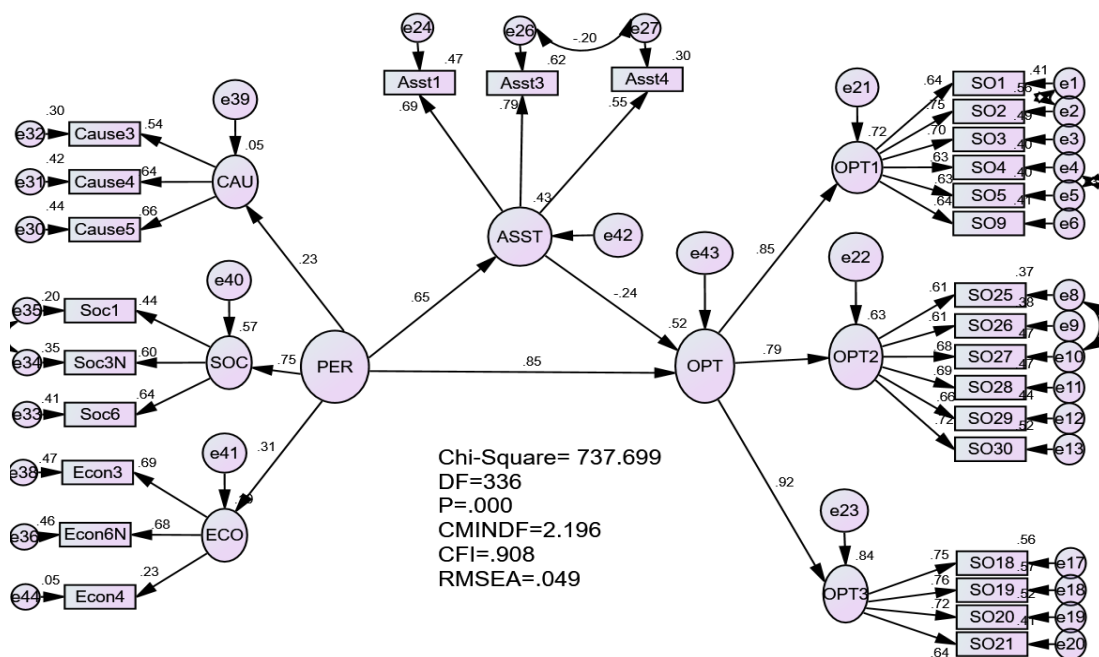 e24
e26
-.20
e27
.47
.62
.30
Asst1
Asst3
Asst4
.69
.79
.55
e39
.05
.30
e32
Cause3
.54
.42
e31
Cause4
.64
CAU
.44
e30
Cause5
.66
.23
e21
.72
OPT1
.64
SO1
.41
e1
.75
SO2
.56
e2
.70
SO3
.49
e3
.63
SO4
.40
e4
.63
SO5
.40
e5
.64
SO9
.41
e6
.43
ASST
e42
e43
.85
e22
e40
.65
-.24
.52
.20
e35
Soc1
.44
.57
.35
e34
Soc3N
.60
SOC
.75
PER
.85
OPT
.79
.63
OPT2
.41
e33
Soc6
.64
.61
SO25
.37
e8
.61
SO26
.38
e9
.68
SO27
.47
e10
.69
SO28
.47
e11
.66
SO29
.44
e12
.72
SO30
.52
e13
.31
e41
.47
e38
Econ3
.69
.46
e36
Econ6N
.68
ECO
.05
e44
Econ4
.23
Chi-Square= 737.699
DF=336
P=.000
CMINDF=2.196
CFI=.908
RMSEA=.049
.92
e23
.84
OPT3
.75
SO18
.56
e17
.76
SO19
.57
e18
.72
SO20
.52
e19
.64
SO21
.41
e20